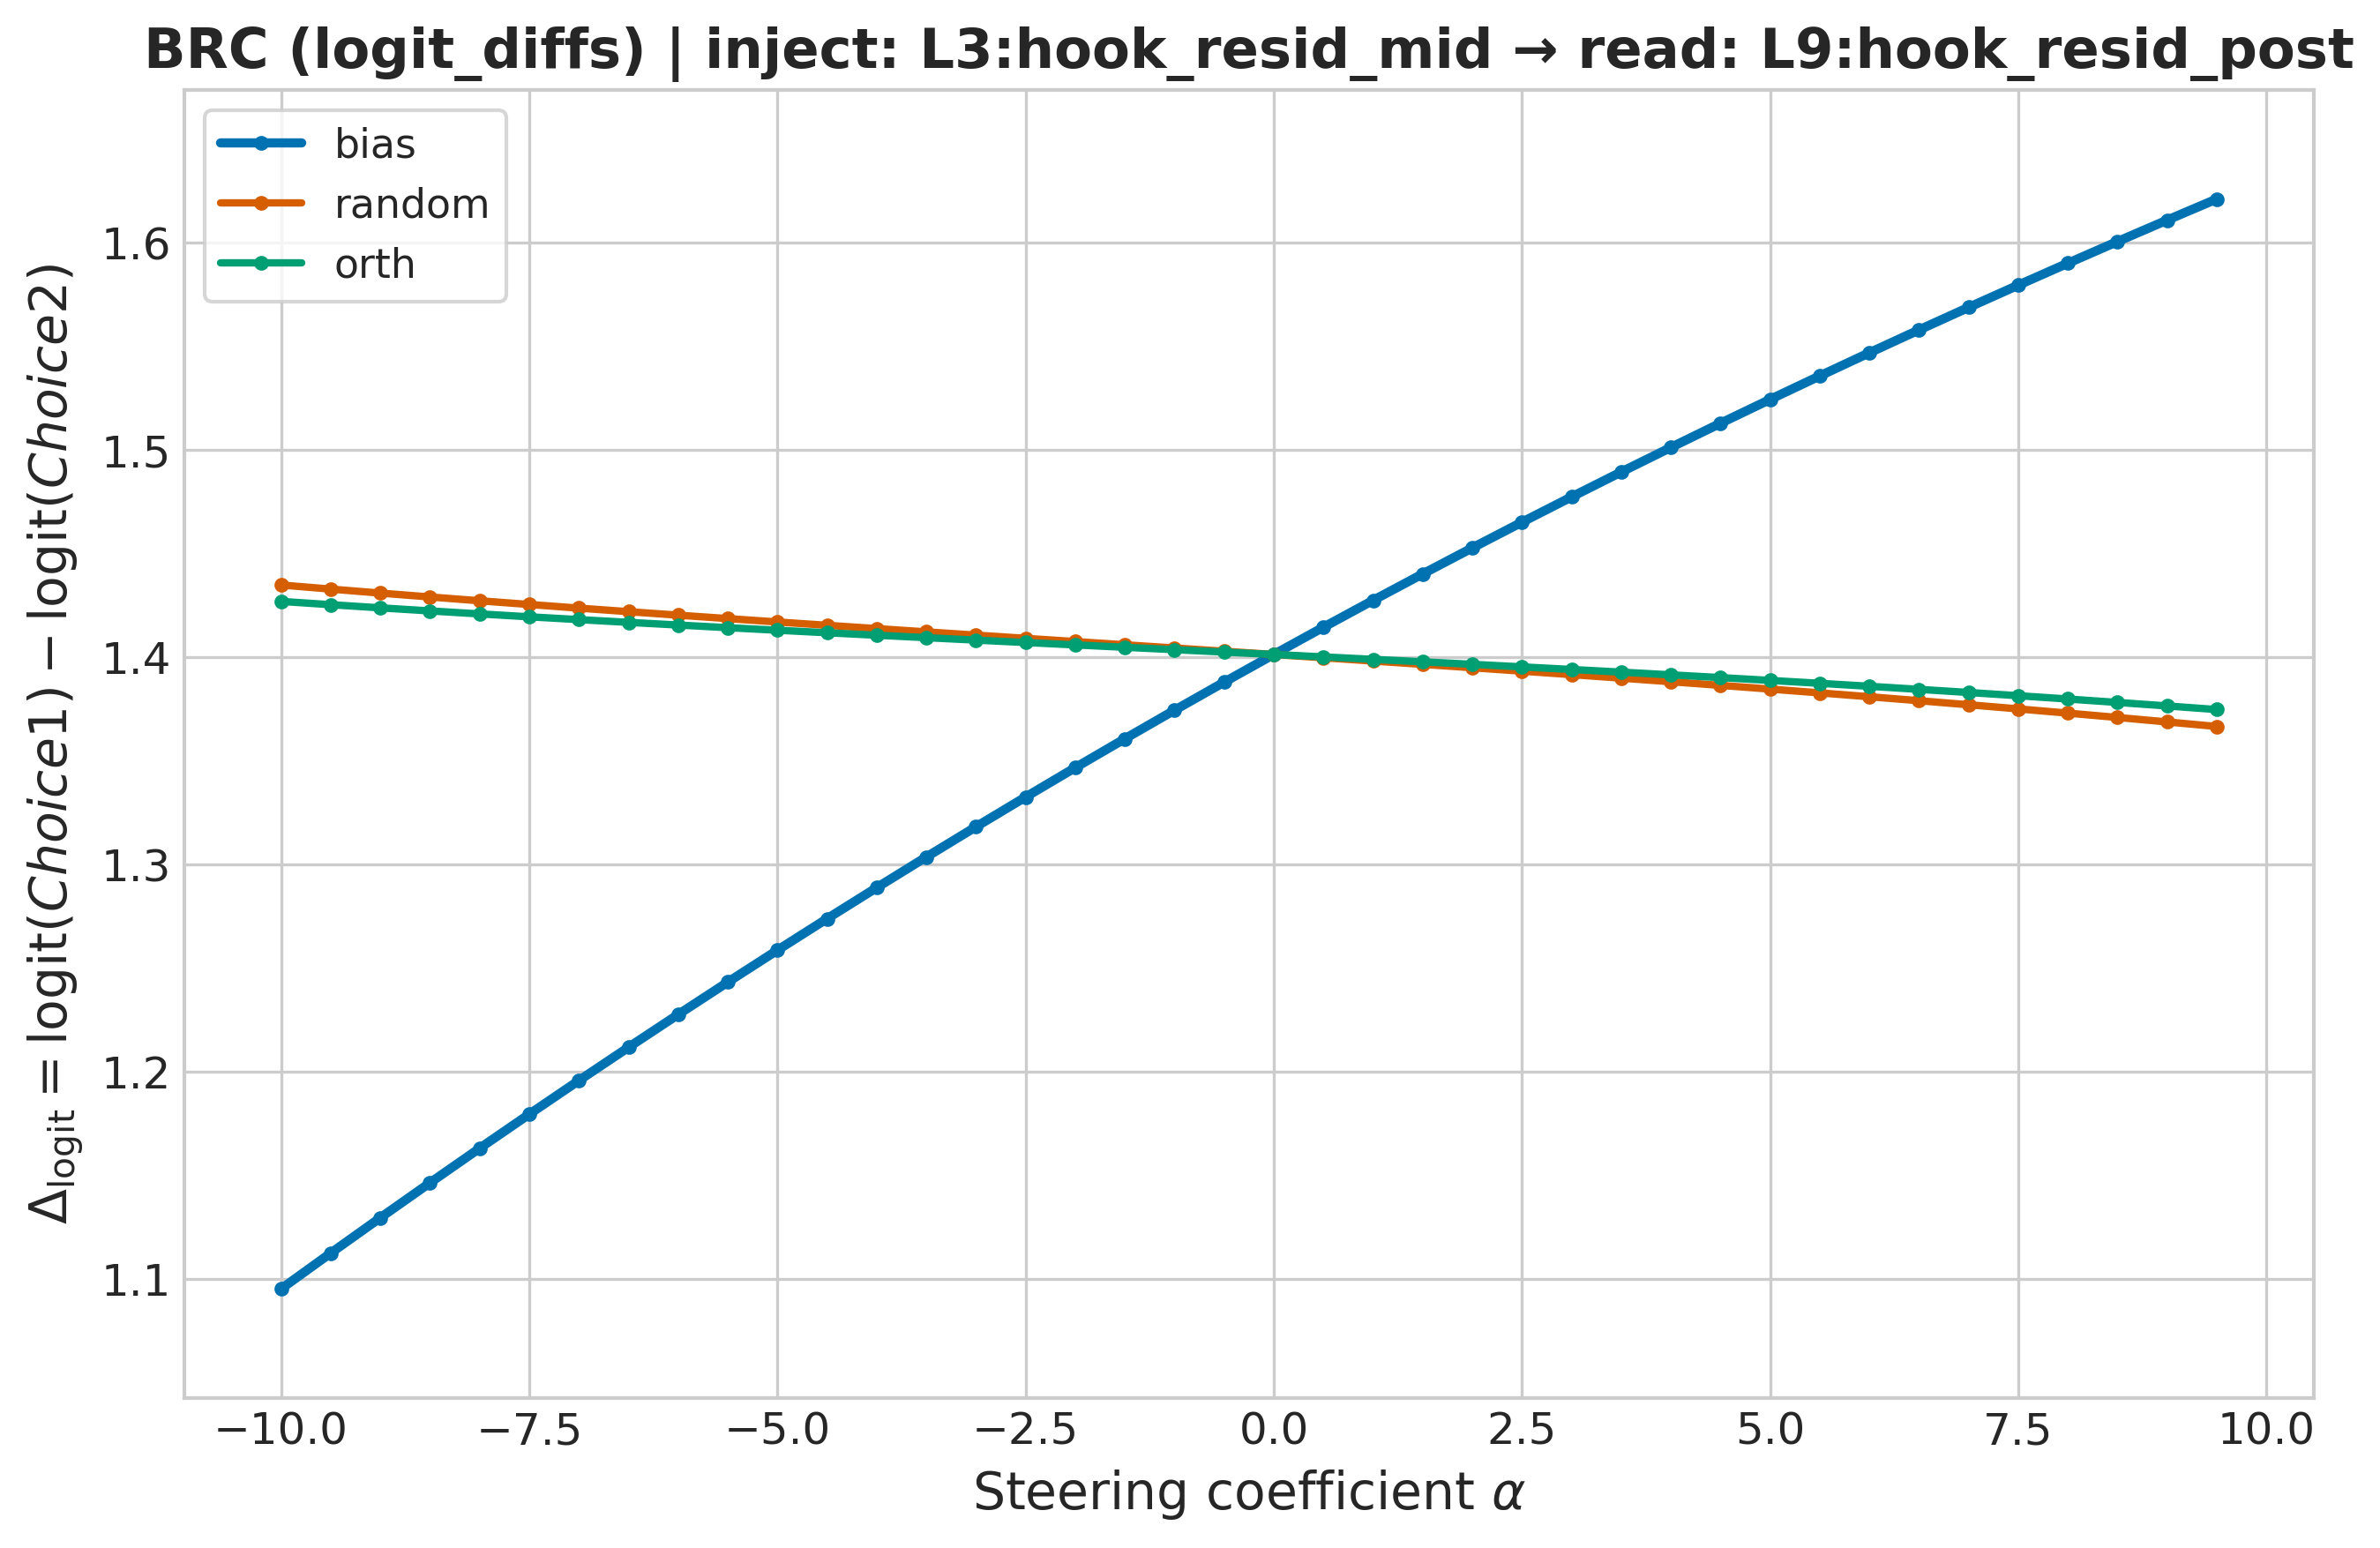 BRC (logit_diffs) | inject: L3:hook_resid_mid → read: L9:hook_resid_post
bias
random
orth
Δlogit = logit(Choice1) − logit(Choice2)
1.6
1.5
1.4
1.3
1.2
1.1
−10.0 −7.5 −5.0 −2.5 0.0 2.5 5.0 7.5 10.0
Steering coefficient α